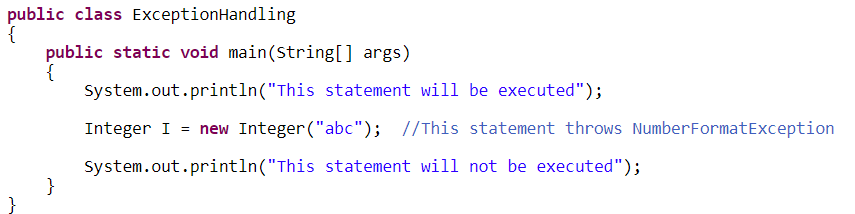 public class ExceptionHandling
{
    public static void main(String[] args)
    {
        System.out.println("This statement will be executed");
        Integer I = new Integer("abc");  //This statement throws NumberFormatException
        System.out.println("This statement will not be executed");
    }
}